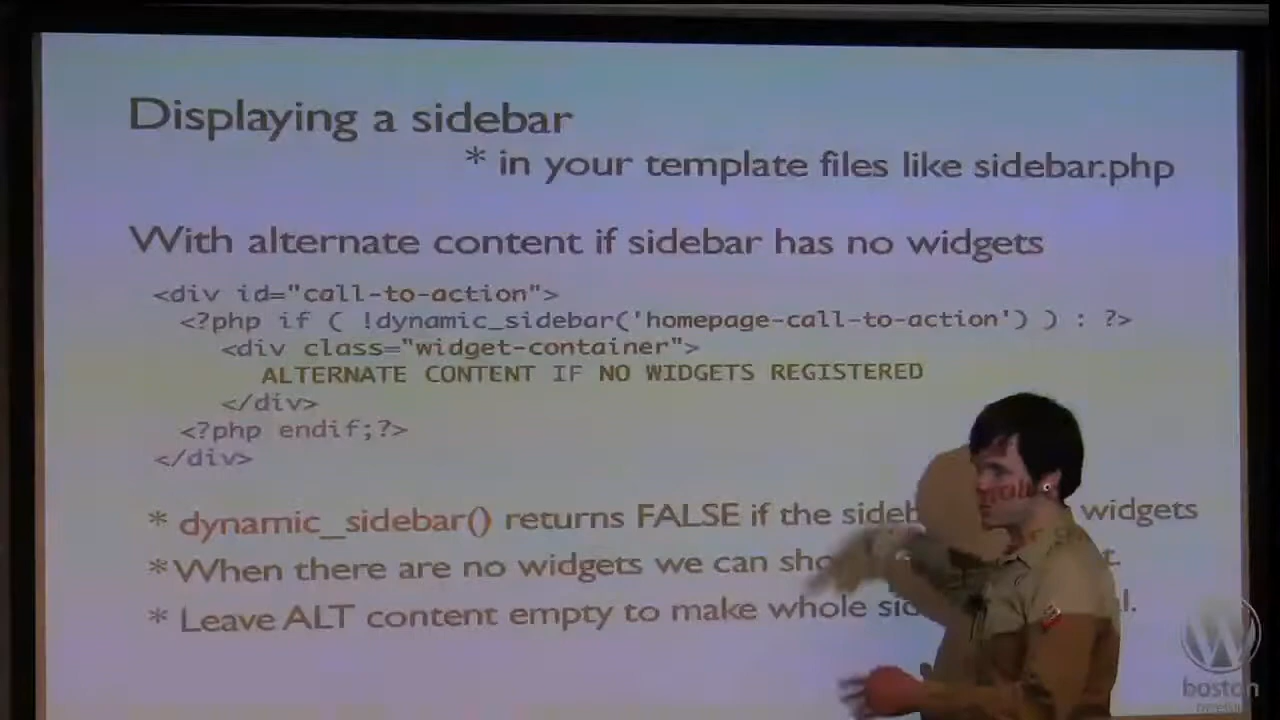 Displaying a sidebar
* in your template files like sidebar.php
With alternate content if sidebar has no widgets
<div id="call-to-action">
<?php if ( !dynamic_sidebar('homepage-call-to-action') ) : ?>
<div class="widget-container">
ALTERNATE CONTENT IF NO WIDGETS REGISTERED
</div>
<?php endif;?>
</div>
* dynamic_sidebar() returns FALSE if the widgets
* When there are no widgets we can
* Leave ALT content empty to make whole
boston